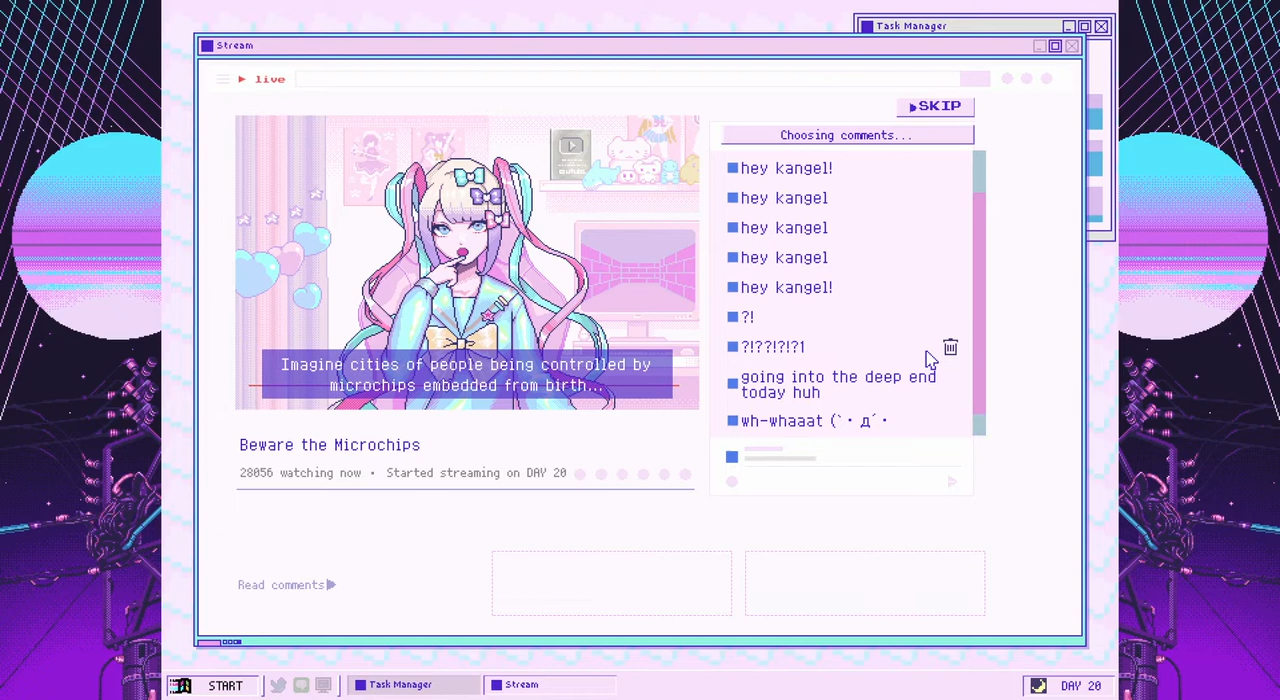 Task Manager
Stream
live
SKIP
Choosing comments...
hey kangel!
hey kangel
hey kangel
hey kangel
hey kangel!
?!
?!??!?!?1
going into the deep end
today huh
wh-whaaat (`・д´・
Imagine cities of people being controlled by
microchips embedded from birth...
Beware the Microchips
28056 watching now • Started streaming on DAY 20
Read comments
START
Task Manager
Stream
DAY 20